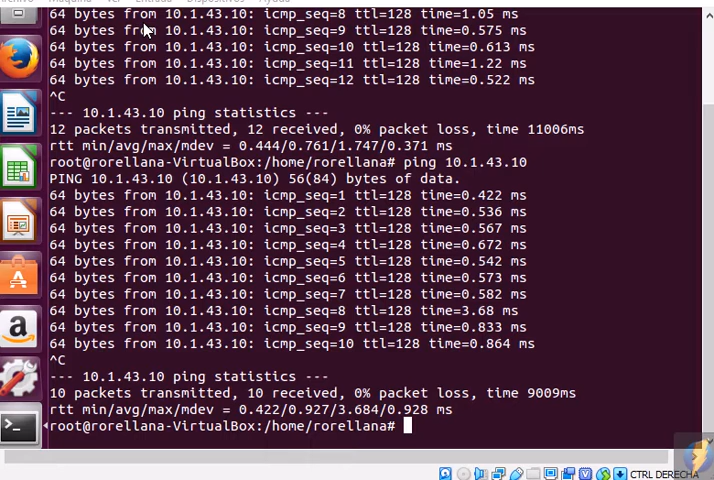 64 bytes from 10.1.43.10: icmp_seq=8 ttl=128 time=1.05 ms
64 bytes from 10.1.43.10: icmp_seq=9 ttl=128 time=0.575 ms
64 bytes from 10.1.43.10: icmp_seq=10 ttl=128 time=0.613 ms
64 bytes from 10.1.43.10: icmp_seq=11 ttl=128 time=1.22 ms
64 bytes from 10.1.43.10: icmp_seq=12 ttl=128 time=0.522 ms
^C
--- 10.1.43.10 ping statistics ---
12 packets transmitted, 12 received, 0% packet loss, time 11006ms
rtt min/avg/max/mdev = 0.444/0.761/1.747/0.371 ms
root@rorellana-VirtualBox:/home/rorellana# ping 10.1.43.10
PING 10.1.43.10 (10.1.43.10) 56(84) bytes of data.
64 bytes from 10.1.43.10: icmp_seq=1 ttl=128 time=0.422 ms
64 bytes from 10.1.43.10: icmp_seq=2 ttl=128 time=0.536 ms
64 bytes from 10.1.43.10: icmp_seq=3 ttl=128 time=0.567 ms
64 bytes from 10.1.43.10: icmp_seq=4 ttl=128 time=0.672 ms
64 bytes from 10.1.43.10: icmp_seq=5 ttl=128 time=0.542 ms
64 bytes from 10.1.43.10: icmp_seq=6 ttl=128 time=0.573 ms
64 bytes from 10.1.43.10: icmp_seq=7 ttl=128 time=0.582 ms
64 bytes from 10.1.43.10: icmp_seq=8 ttl=128 time=3.68 ms
64 bytes from 10.1.43.10: icmp_seq=9 ttl=128 time=0.833 ms
64 bytes from 10.1.43.10: icmp_seq=10 ttl=128 time=0.864 ms
^C
--- 10.1.43.10 ping statistics ---
10 packets transmitted, 10 received, 0% packet loss, time 9009ms
rtt min/avg/max/mdev = 0.422/0.927/3.684/0.928 ms
root@rorellana-VirtualBox:/home/rorellana#
CTRL DERECHA